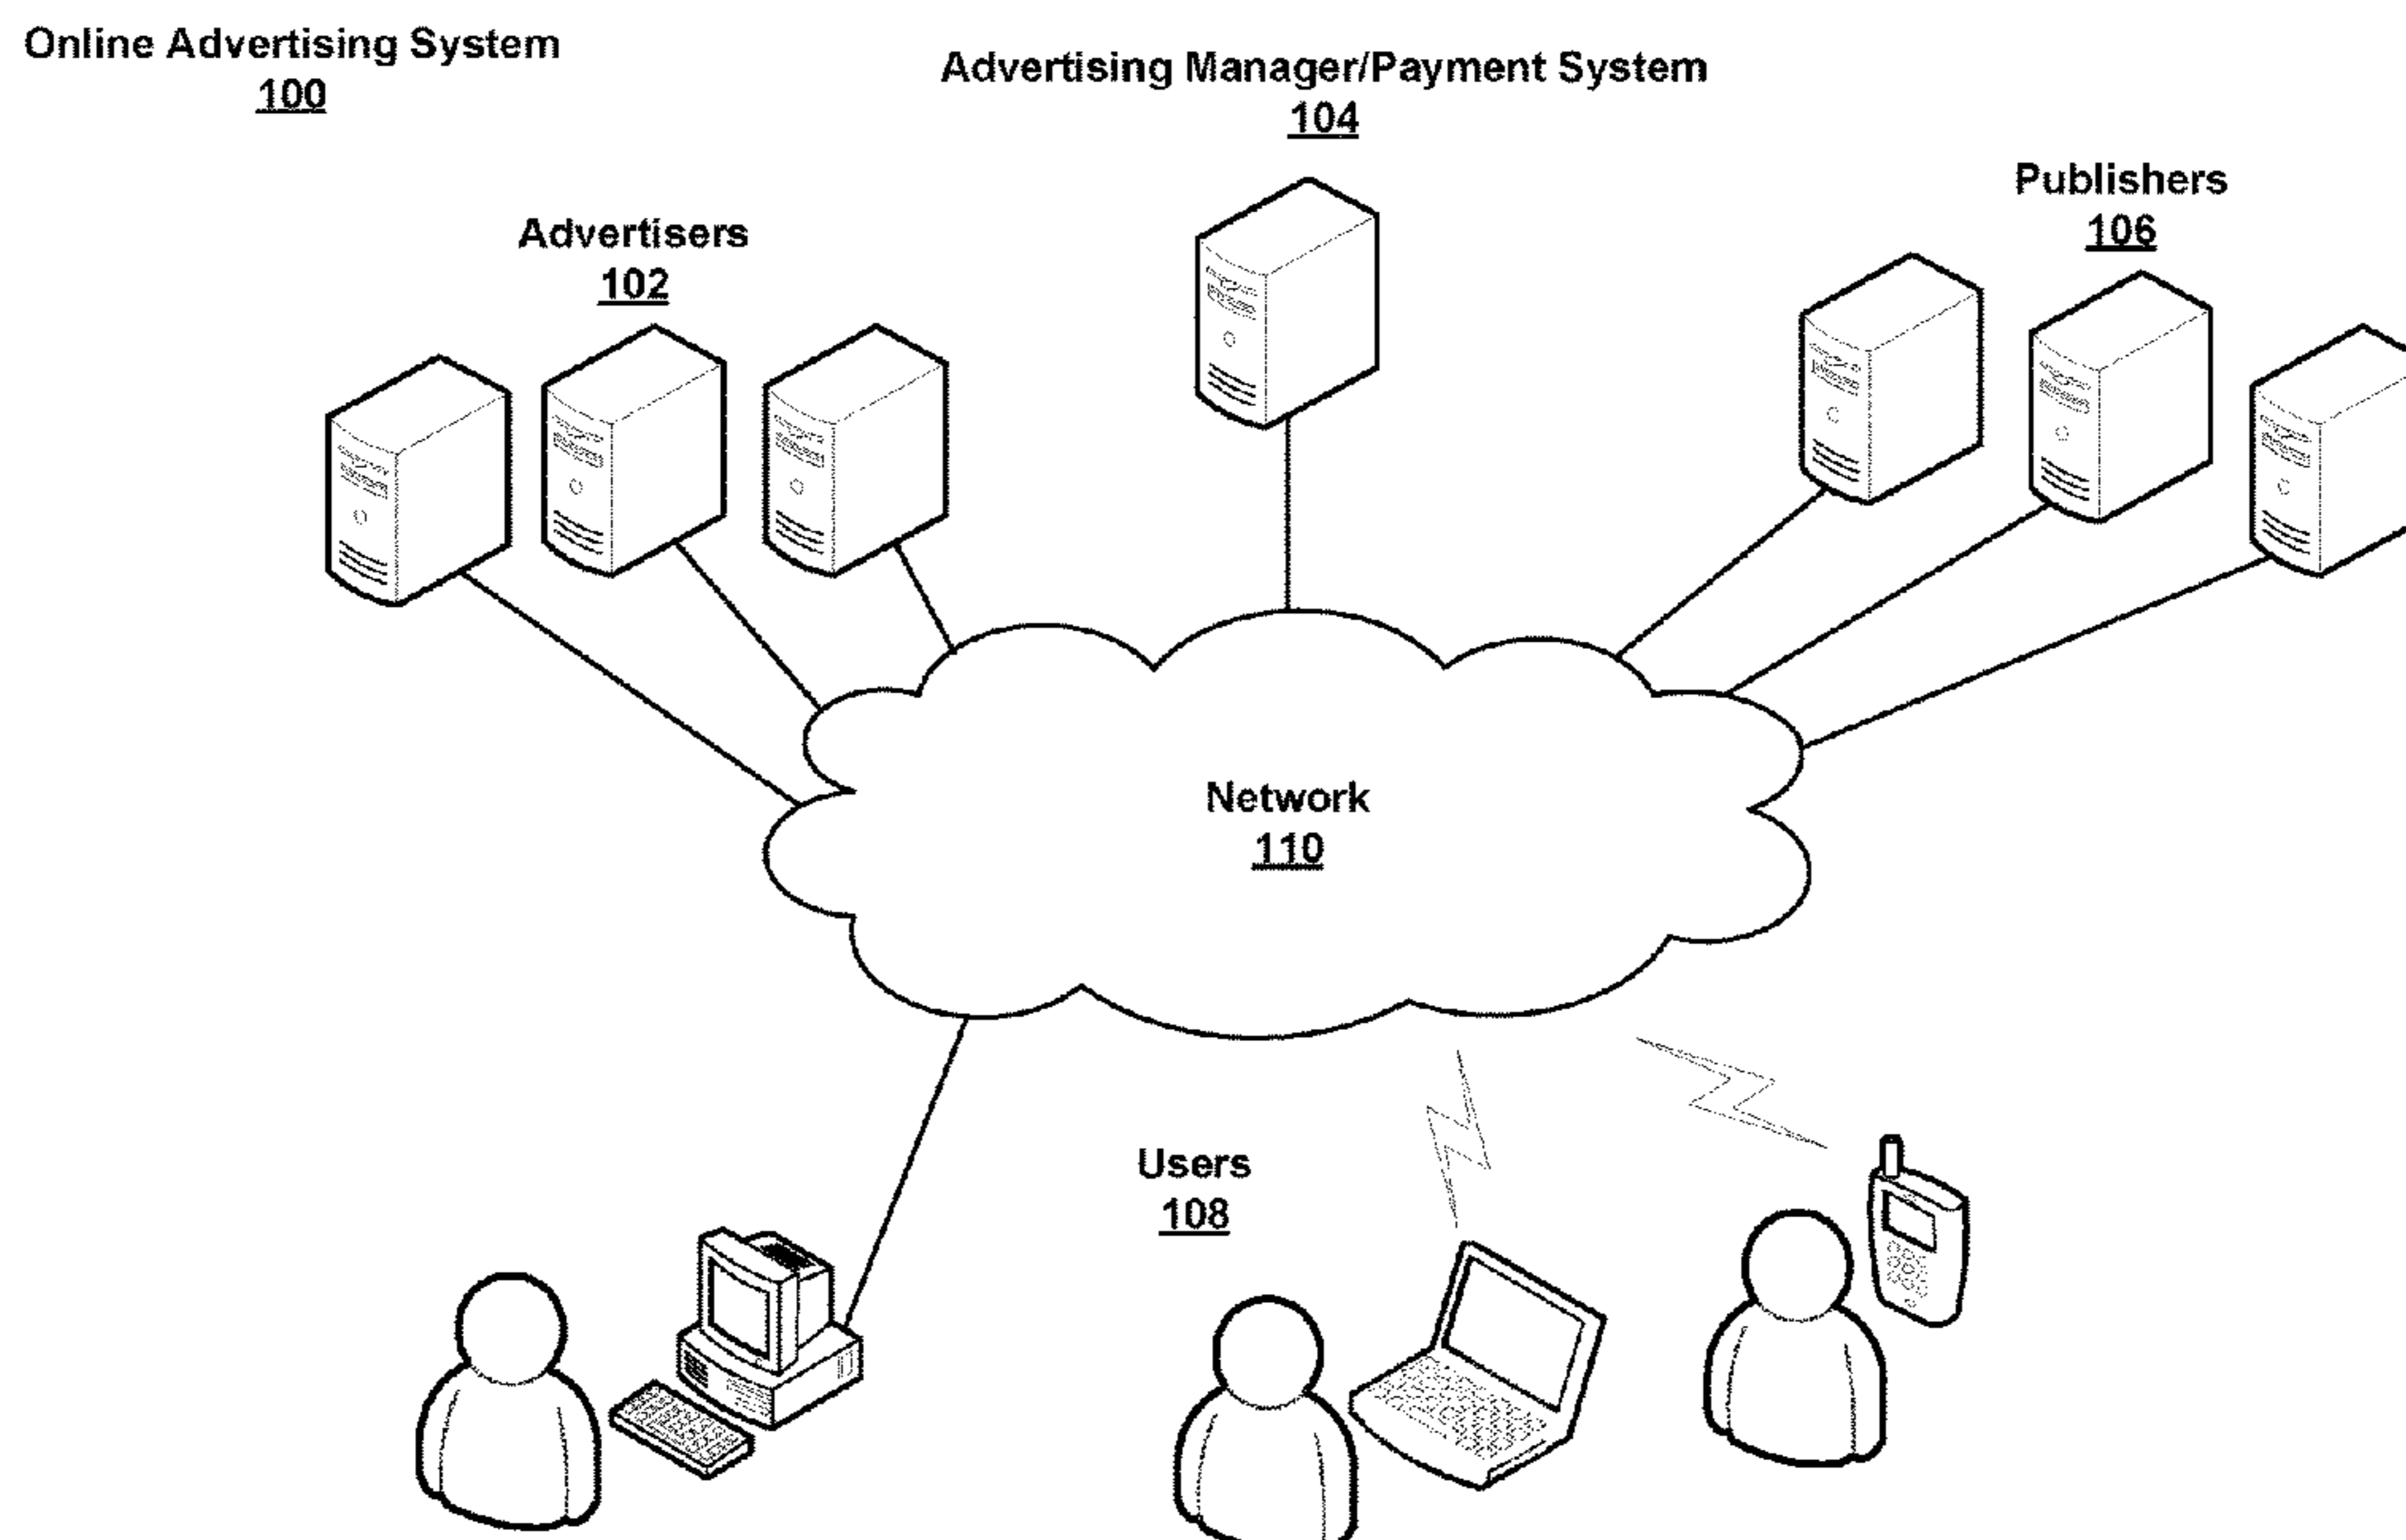 Online Advertising System
100
Advertising Manager/Payment System
104
Publishers
106
Advertisers
102
Network
110
Users
108